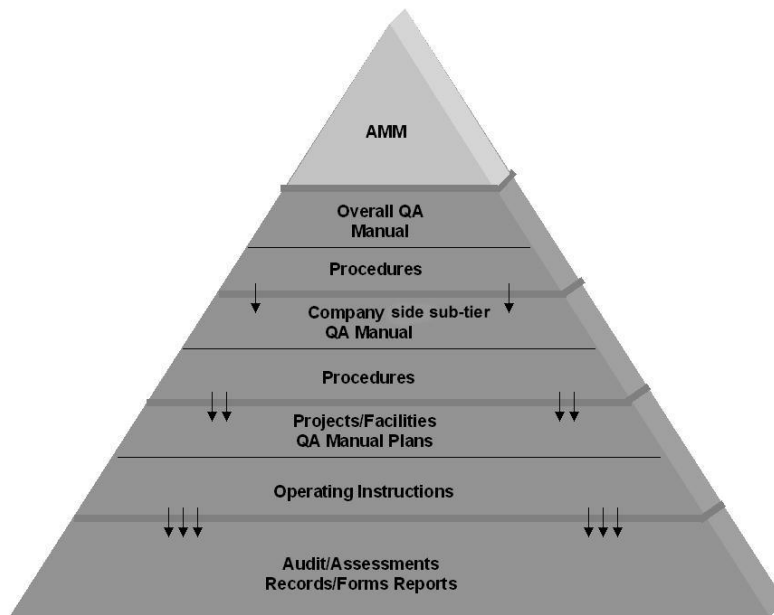 AMM
Overall QA
Manual
Procedures
Company side sub-tier
QA Manual
Procedures
Projects/Facilities
QA Manual Plans
Operating Instructions
Audit/Assessments
Records/Forms Reports